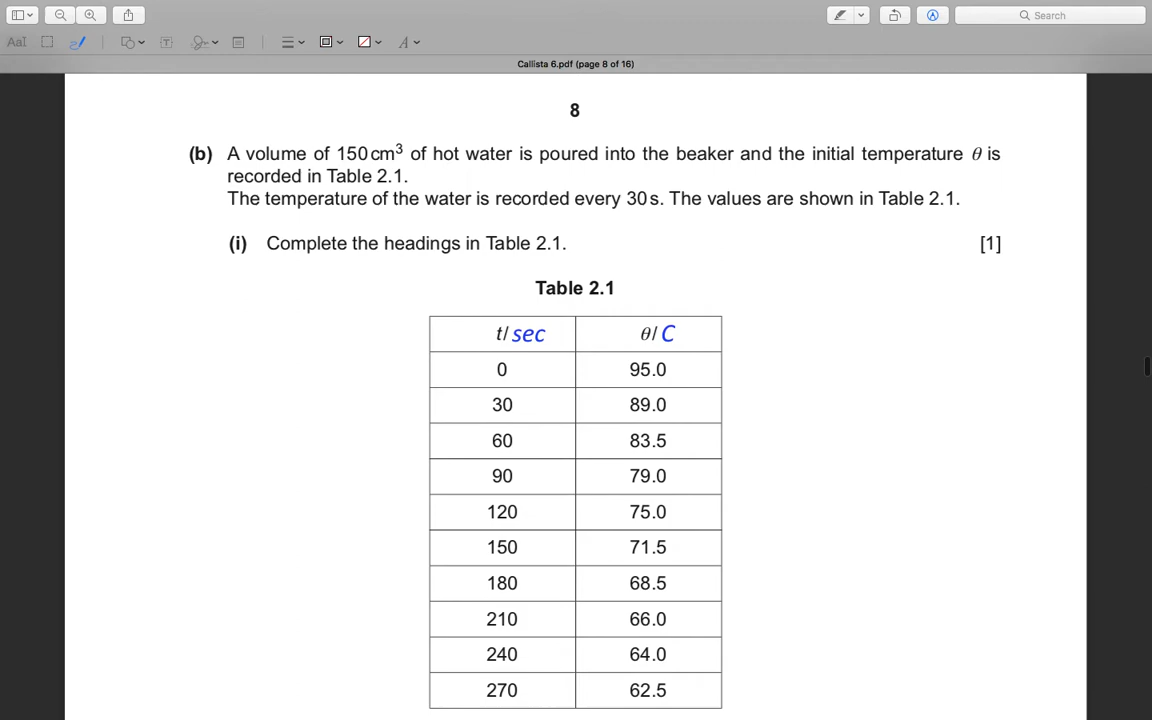 Search
AaI
A
Callista 6.pdf (page 8 of 16)
8
(b) A volume of 150 cm³ of hot water is poured into the beaker and the initial temperature θ is
recorded in Table 2.1.
The temperature of the water is recorded every 30 s. The values are shown in Table 2.1.
(i) Complete the headings in Table 2.1. [1]
Table 2.1
t/ sec θ/ C
0 95.0
30 89.0
60 83.5
90 79.0
120 75.0
150 71.5
180 68.5
210 66.0
240 64.0
270 62.5